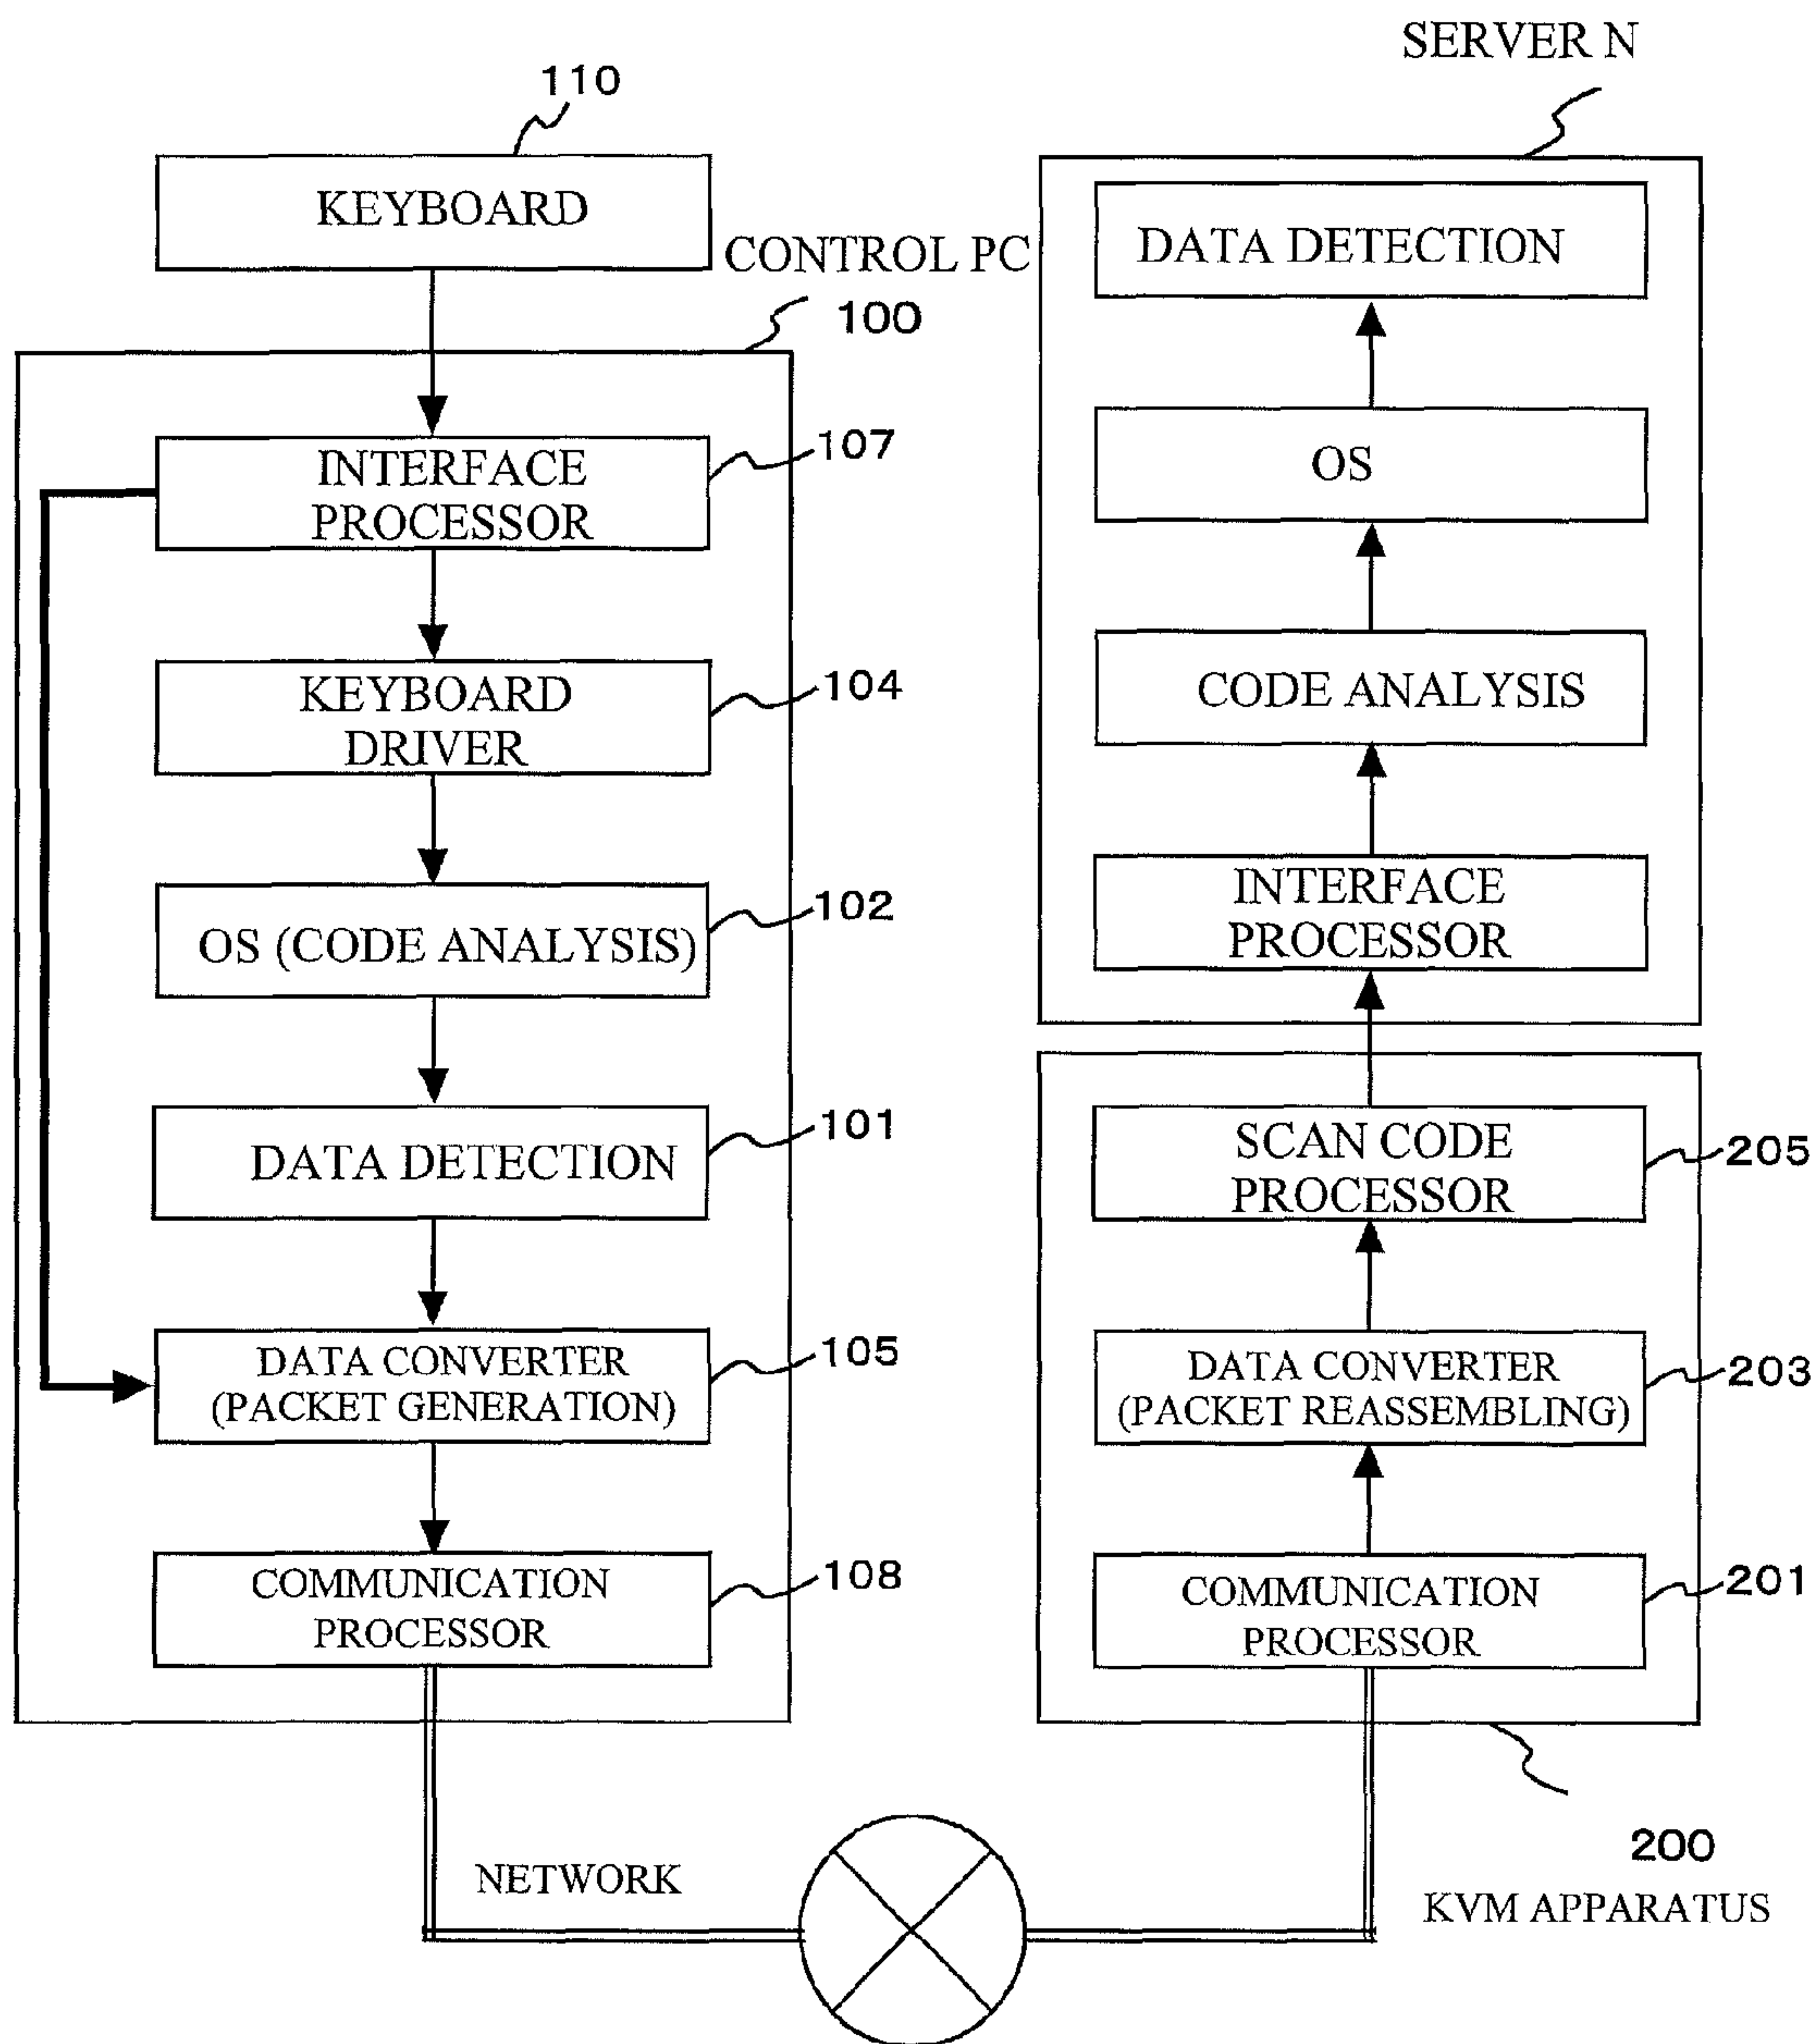 SERVER N
110
KEYBOARD
CONTROL PC
100
INTERFACE
PROCESSOR
107
KEYBOARD
DRIVER
104
OS (CODE ANALYSIS)
102
DATA DETECTION
101
DATA CONVERTER
(PACKET GENERATION)
105
COMMUNICATION
PROCESSOR
108
NETWORK
DATA DETECTION
OS
CODE ANALYSIS
INTERFACE
PROCESSOR
SCAN CODE
PROCESSOR
205
DATA CONVERTER
(PACKET REASSEMBLING)
203
COMMUNICATION
PROCESSOR
201
200
KVM APPARATUS